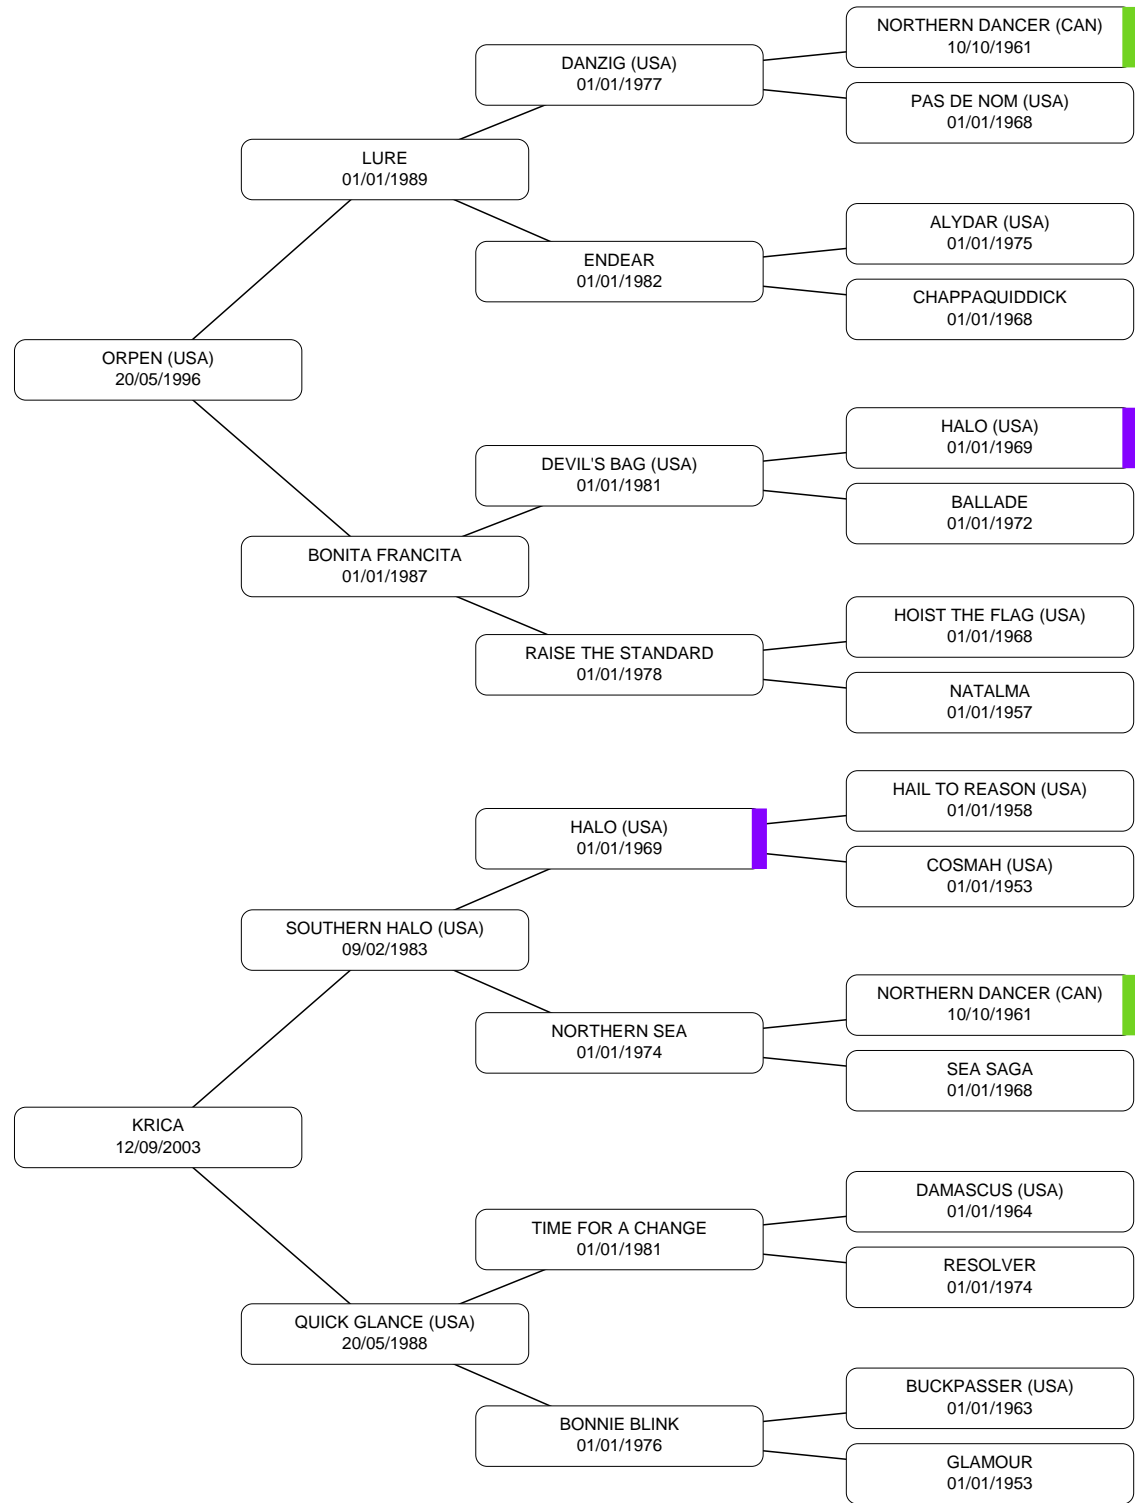 NORTHERN DANCER (CAN)
10/10/1961
DANZIG (USA)
01/01/1977
PAS DE NOM (USA)
01/01/1968
LURE
01/01/1989
ALYDAR (USA)
01/01/1975
ENDEAR
01/01/1982
CHAPPAQUIDDICK
01/01/1968
ORPEN (USA)
20/05/1996
HALO (USA)
01/01/1969
DEVIL'S BAG (USA)
01/01/1981
BALLADE
01/01/1972
BONITA FRANCITA
01/01/1987
HOIST THE FLAG (USA)
01/01/1968
RAISE THE STANDARD
01/01/1978
NATALMA
01/01/1957
HAIL TO REASON (USA)
01/01/1958
HALO (USA)
01/01/1969
COSMAH (USA)
01/01/1953
SOUTHERN HALO (USA)
09/02/1983
NORTHERN DANCER (CAN)
10/10/1961
NORTHERN SEA
01/01/1974
SEA SAGA
01/01/1968
KRICA
12/09/2003
DAMASCUS (USA)
01/01/1964
TIME FOR A CHANGE
01/01/1981
RESOLVER
01/01/1974
QUICK GLANCE (USA)
20/05/1988
BUCKPASSER (USA)
01/01/1963
BONNIE BLINK
01/01/1976
GLAMOUR
01/01/1953